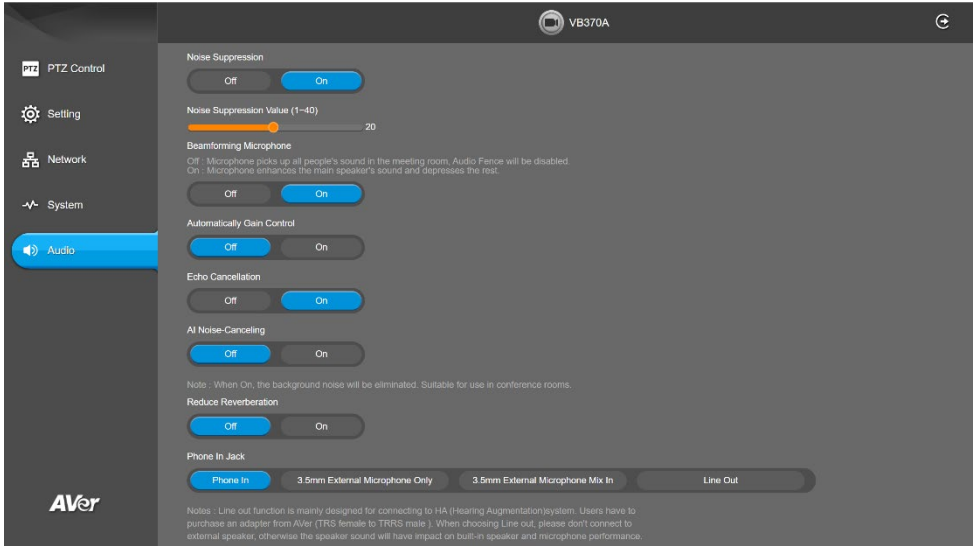 VB370A
PTZ PTZ Control
Setting
Network
System
Audio
AVer
Noise Suppression
Off On
Noise Suppression Value (1~40)
20
Beamforming Microphone
Off : Microphone picks up all people's sound in the meeting room, Audio Fence will be disabled.
On : Microphone enhances the main speaker's sound and depresses the rest.
Off On
Automatically Gain Control
Off On
Echo Cancellation
Off On
AI Noise-Canceling
Off On
Note : When On, the background noise will be eliminated. Suitable for use in conference rooms.
Reduce Reverberation
Off On
Phone In Jack
Phone In 3.5mm External Microphone Only 3.5mm External Microphone Mix In Line Out
Notes : Line out function is mainly designed for connecting to HA (Hearing Augmentation)system. Users have to
purchase an adapter from AVer (TRS female to TRRS male ). When choosing Line out, please don't connect to
external speaker, otherwise the speaker sound will have impact on built-in speaker and microphone performance.